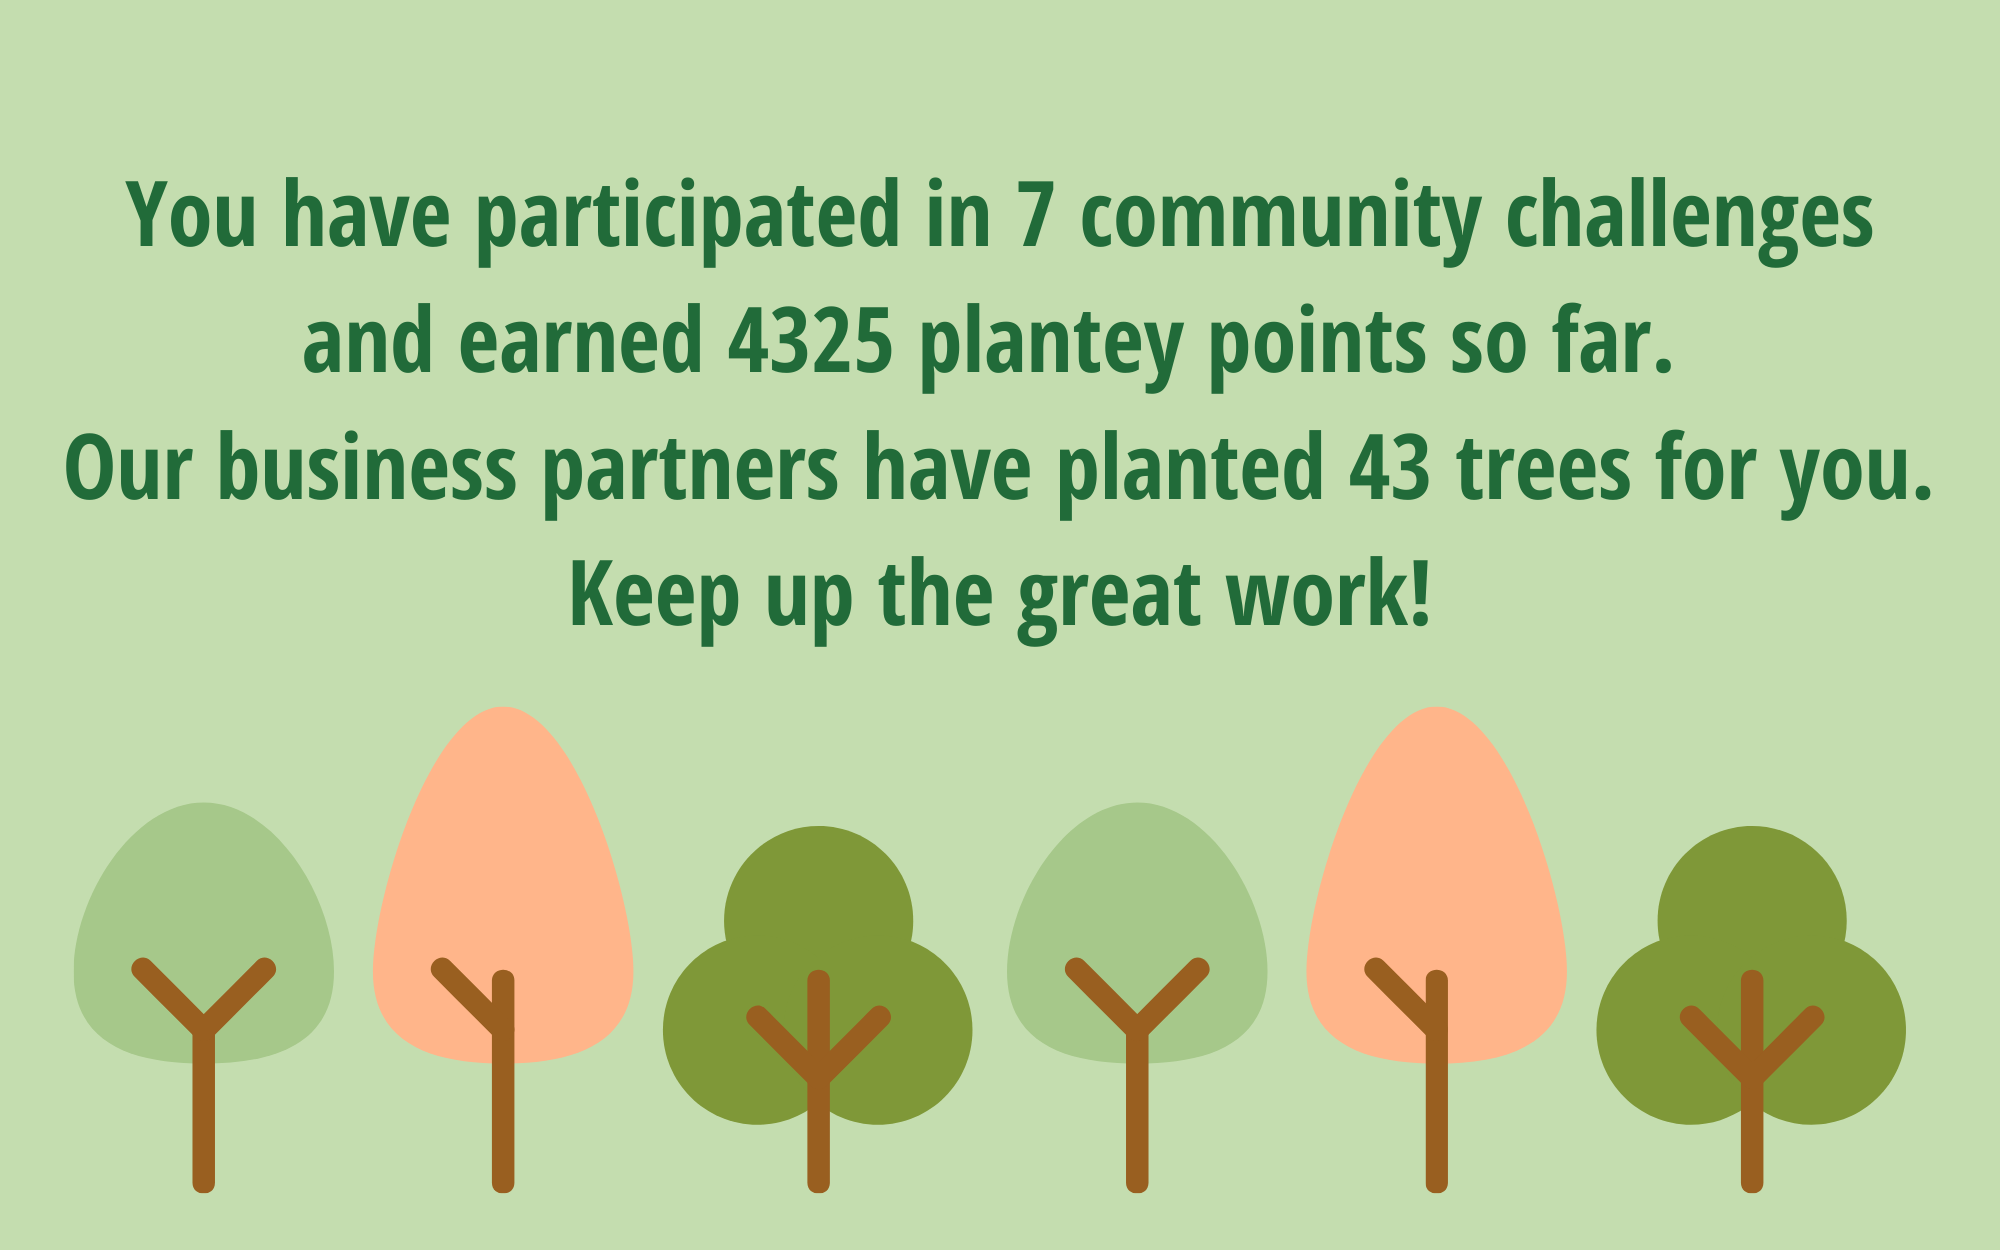 You have participated in 7 community challenges
and earned 4325 plantey points so far.
Our business partners have planted 43 trees for you.
Keep up the great work!